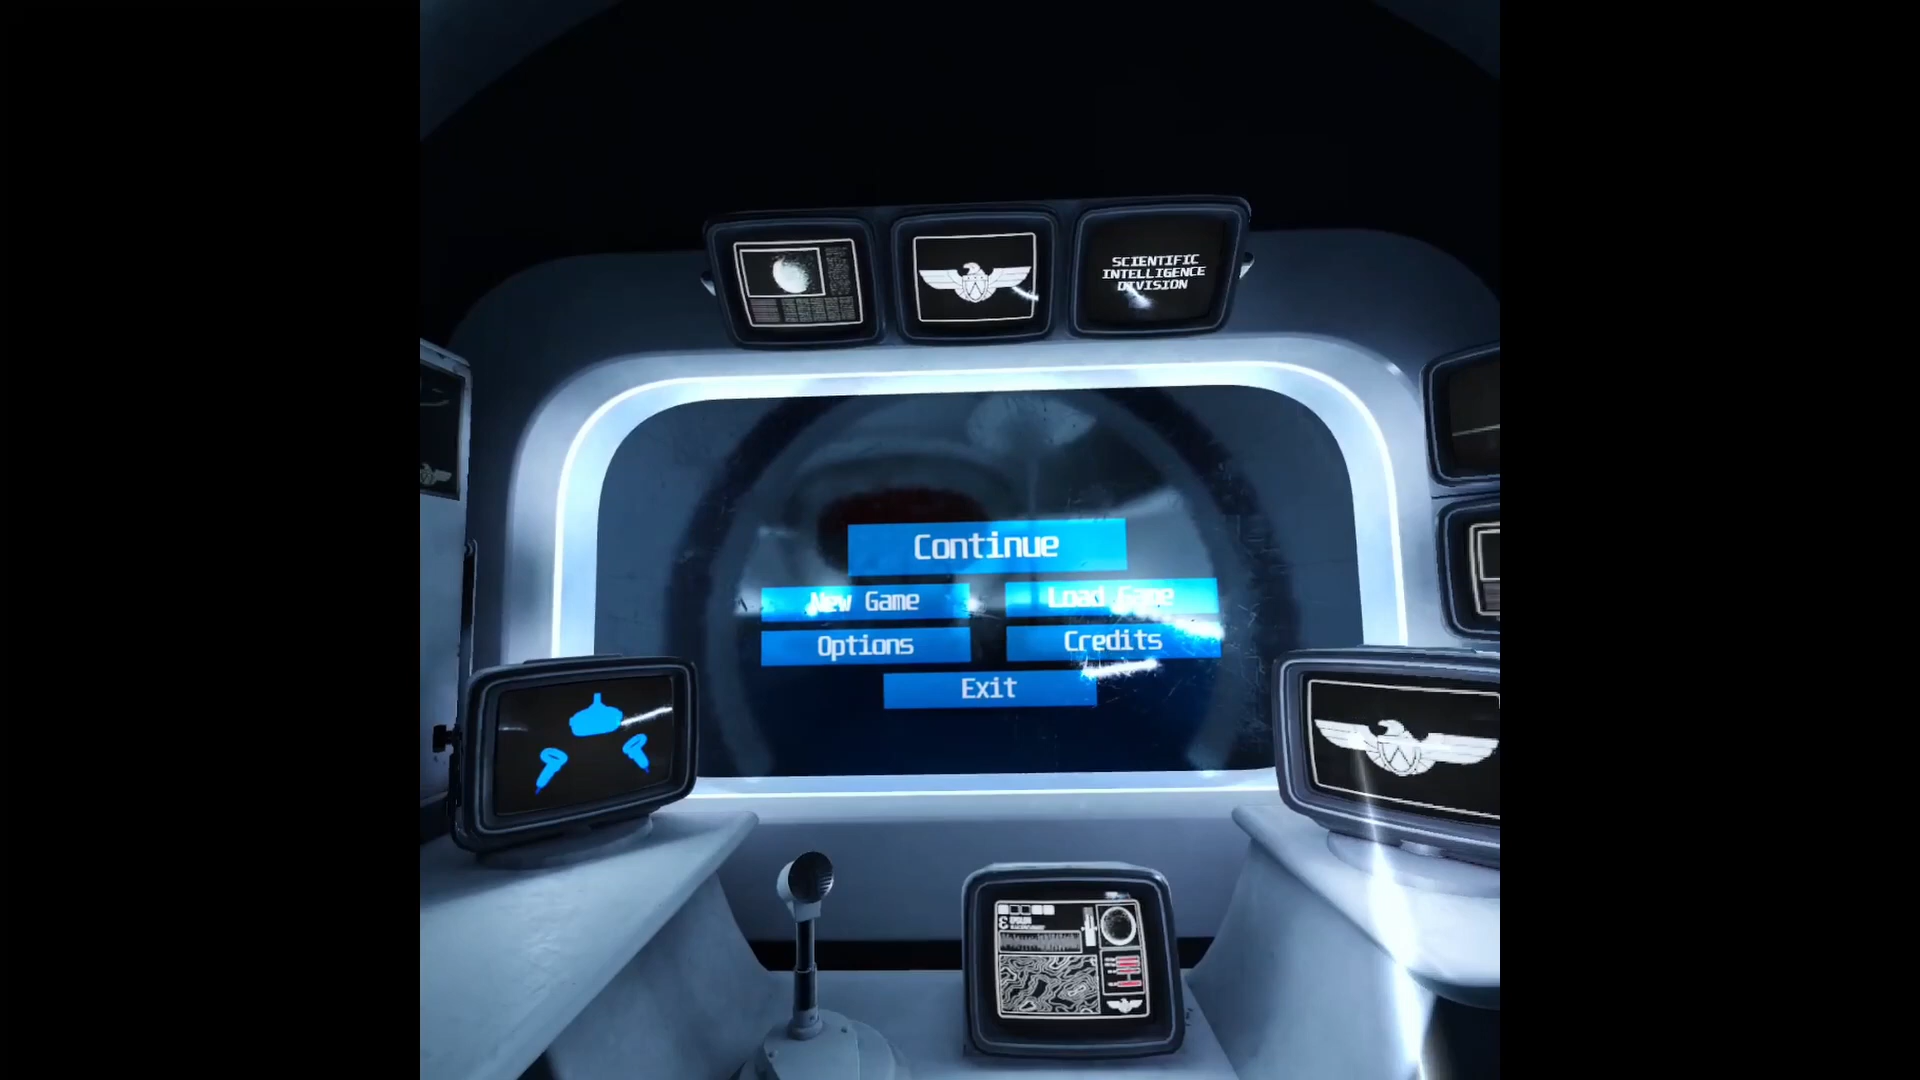 SCIENTIFIC
INTELLIGENCE
DIVISION
Continue
New Game
Load Game
Options
Credits
Exit